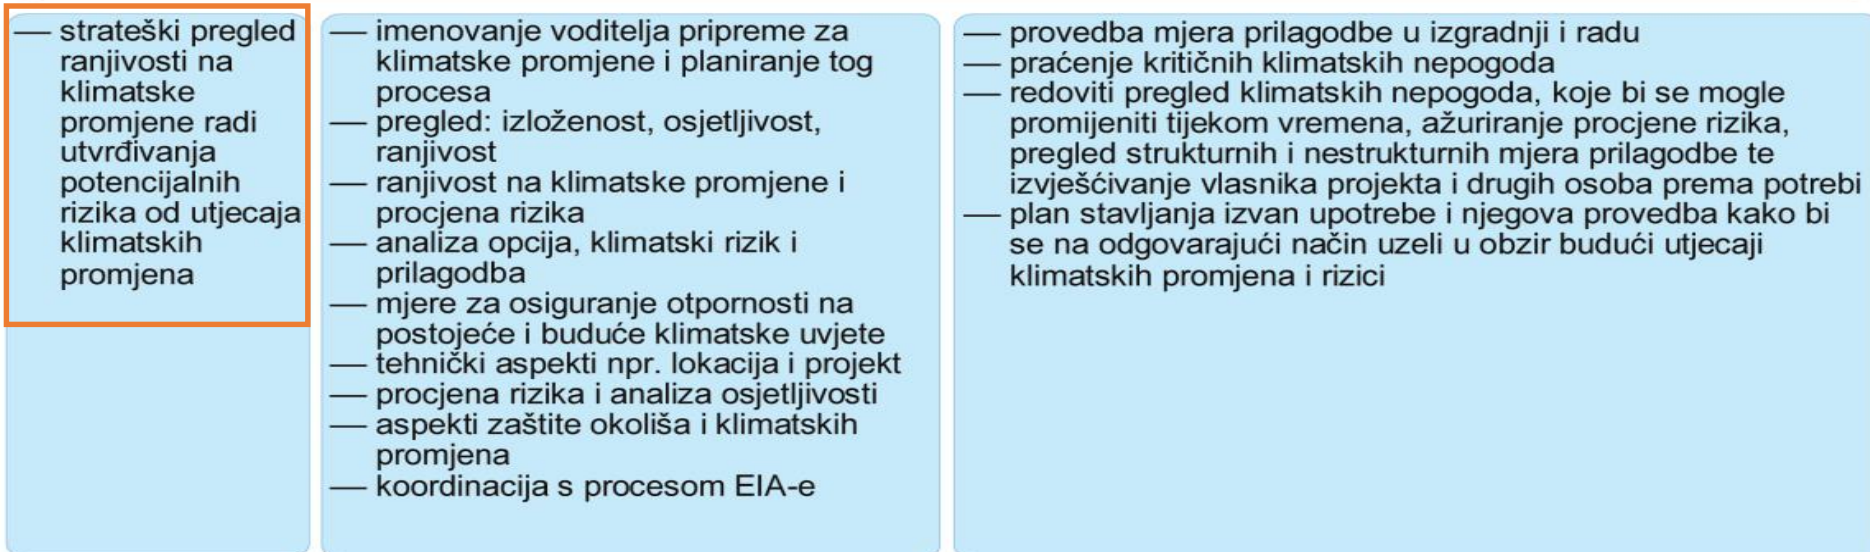 — strateški pregled
ranjivosti na
klimatske
promjene radi
utvrđivanja
potencijalnih
rizika od utjecaja
klimatskih
promjena
— imenovanje voditelja pripreme za
klimatske promjene i planiranje tog
procesa
— pregled: izloženost, osjetljivost,
ranjivost
— ranjivost na klimatske promjene i
procjena rizika
— analiza opcija, klimatski rizik i
prilagodba
— mjere za osiguranje otpornosti na
postojeće i buduće klimatske uvjete
— tehnički aspekti npr. lokacija i projekt
— procjena rizika i analiza osjetljivosti
— aspekti zaštite okoliša i klimatskih
promjena
— koordinacija s procesom EIA-e
— provedba mjera prilagodbe u izgradnji i radu
— praćenje kritičnih klimatskih nepogoda
— redoviti pregled klimatskih nepogoda, koje bi se mogle
promijeniti tijekom vremena, ažuriranje procjene rizika,
pregled strukturnih i nestrukturnih mjera prilagodbe te
izvješćivanje vlasnika projekta i drugih osoba prema potrebi
— plan stavljanja izvan upotrebe i njegova provedba kako bi
se na odgovarajući način uzeli u obzir budući utjecaji
klimatskih promjena i rizici